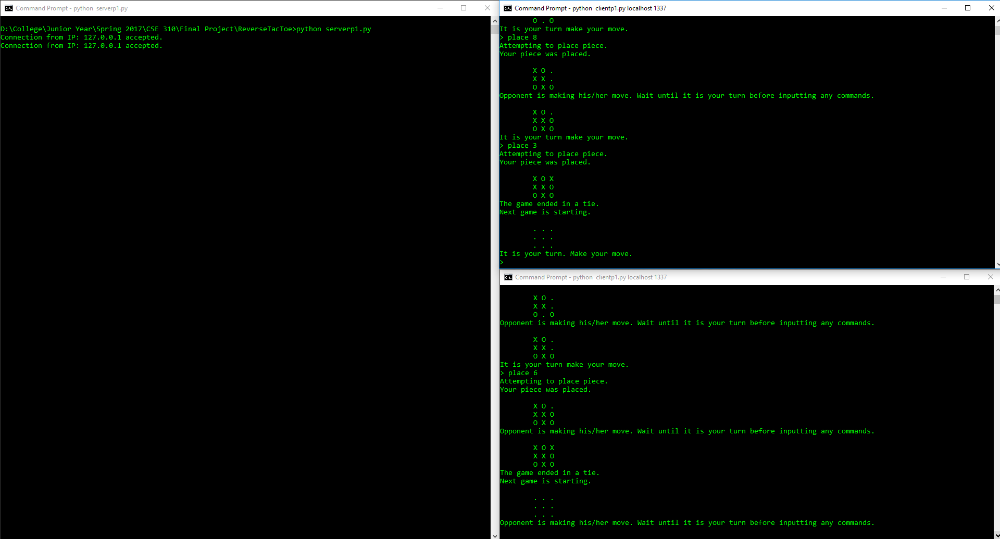 Command Prompt - python  serverp1.py
D:\College\Junior Year\Spring 2017\CSE 310\Final Project\ReverseTacToe>python serverp1.py
Connection from IP: 127.0.0.1 accepted.
Connection from IP: 127.0.0.1 accepted.
Command Prompt - python  clientp1.py localhost 1337
O . O
It is your turn make your move.
> place 8
Attempting to place piece.
Your piece was placed.
X O .
X X .
O X O
Opponent is making his/her move. Wait until it is your turn before inputting any commands.
X O .
X X O
O X O
It is your turn make your move.
> place 3
Attempting to place piece.
Your piece was placed.
X O X
X X O
O X O
The game ended in a tie.
Next game is starting.
. . .
. . .
. . .
It is your turn. Make your move.
>
Command Prompt - python  clientp1.py localhost 1337
X O .
X X .
O . O
Opponent is making his/her move. Wait until it is your turn before inputting any commands.
X O .
X X .
O X O
It is your turn make your move.
> place 6
Attempting to place piece.
Your piece was placed.
X O .
X X O
O X O
Opponent is making his/her move. Wait until it is your turn before inputting any commands.
X O X
X X O
O X O
The game ended in a tie.
Next game is starting.
. . .
. . .
. . .
Opponent is making his/her move. Wait until it is your turn before inputting any commands.